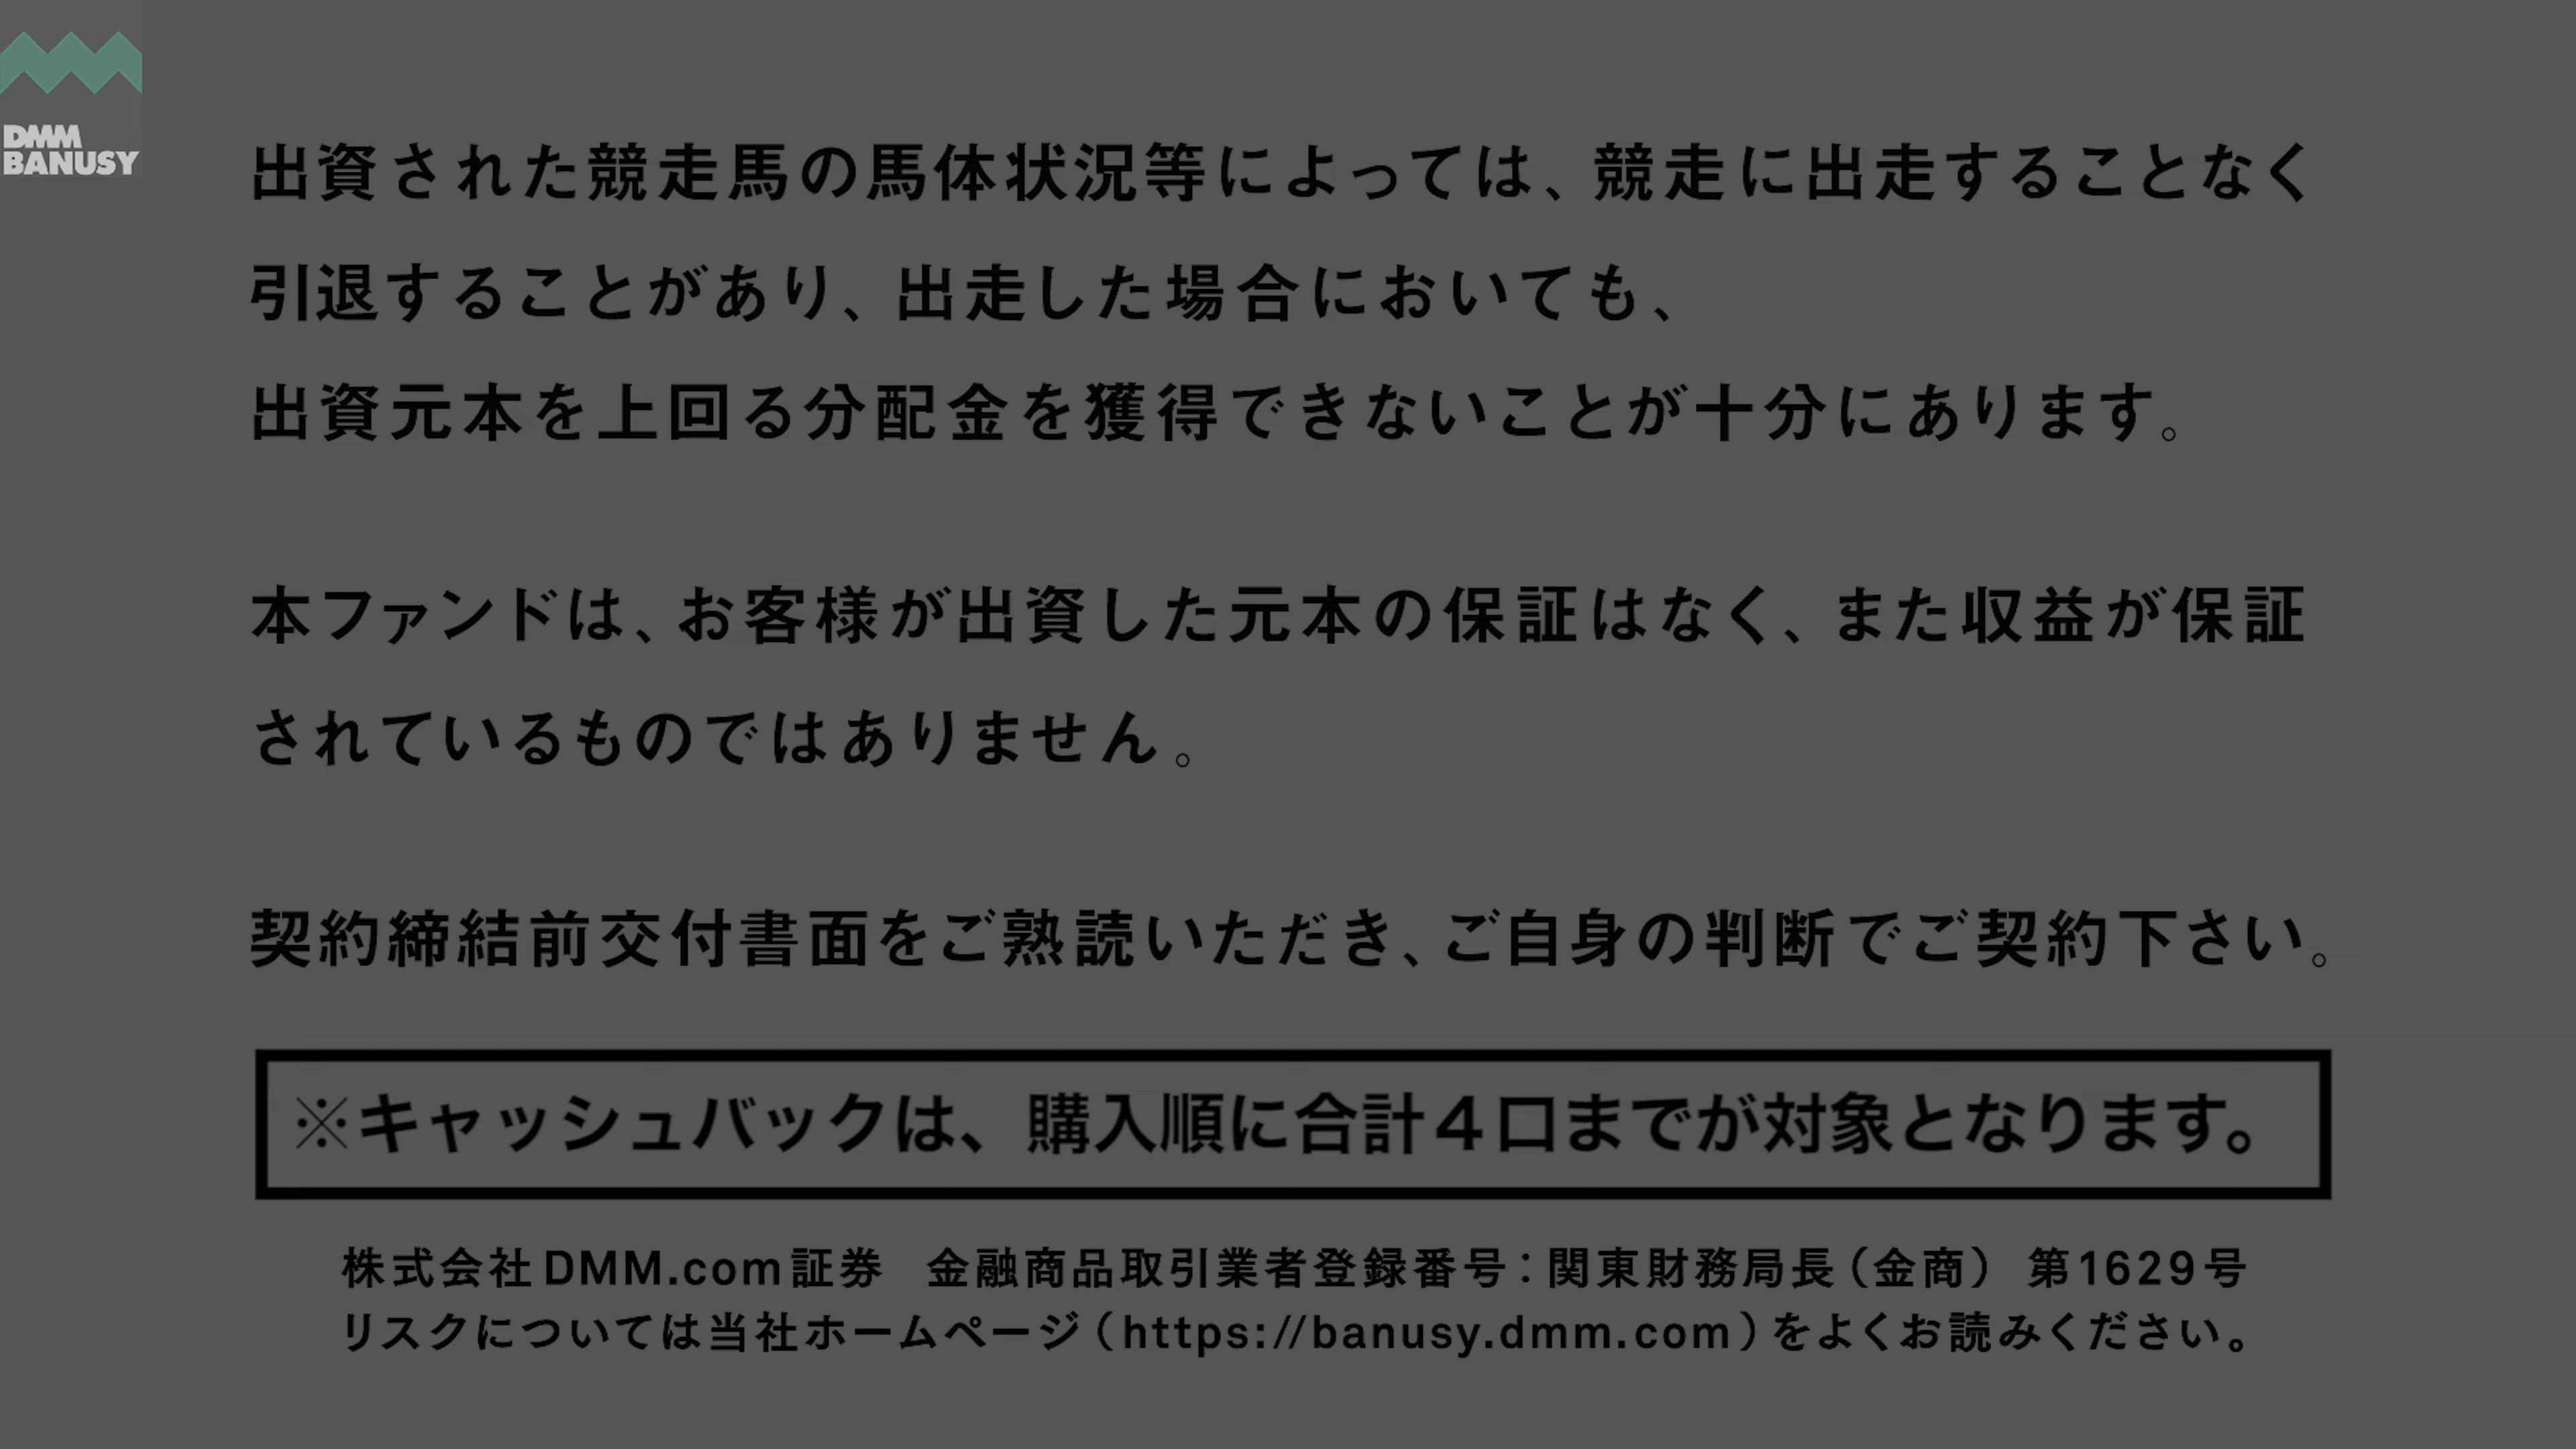 DMM
BANUSY
出資された競走馬の馬体状況等によっては、競走に出走することなく
引退することがあり、出走した場合においても、
出資元本を上回る分配金を獲得できないことが十分にあります。
本ファンドは、お客様が出資した元本の保証はなく、また収益が保証
されているものではありません。
契約締結前交付書面をご熟読いただき、ご自身の判断でご契約下さい。
※キャッシュバックは、購入順に合計4口までが対象となります。
株式会社DMM.com証券　金融商品取引業者登録番号：関東財務局長（金商）　第1629号
リスクについては当社ホームページ（https://banusy.dmm.com）をよくお読みください。